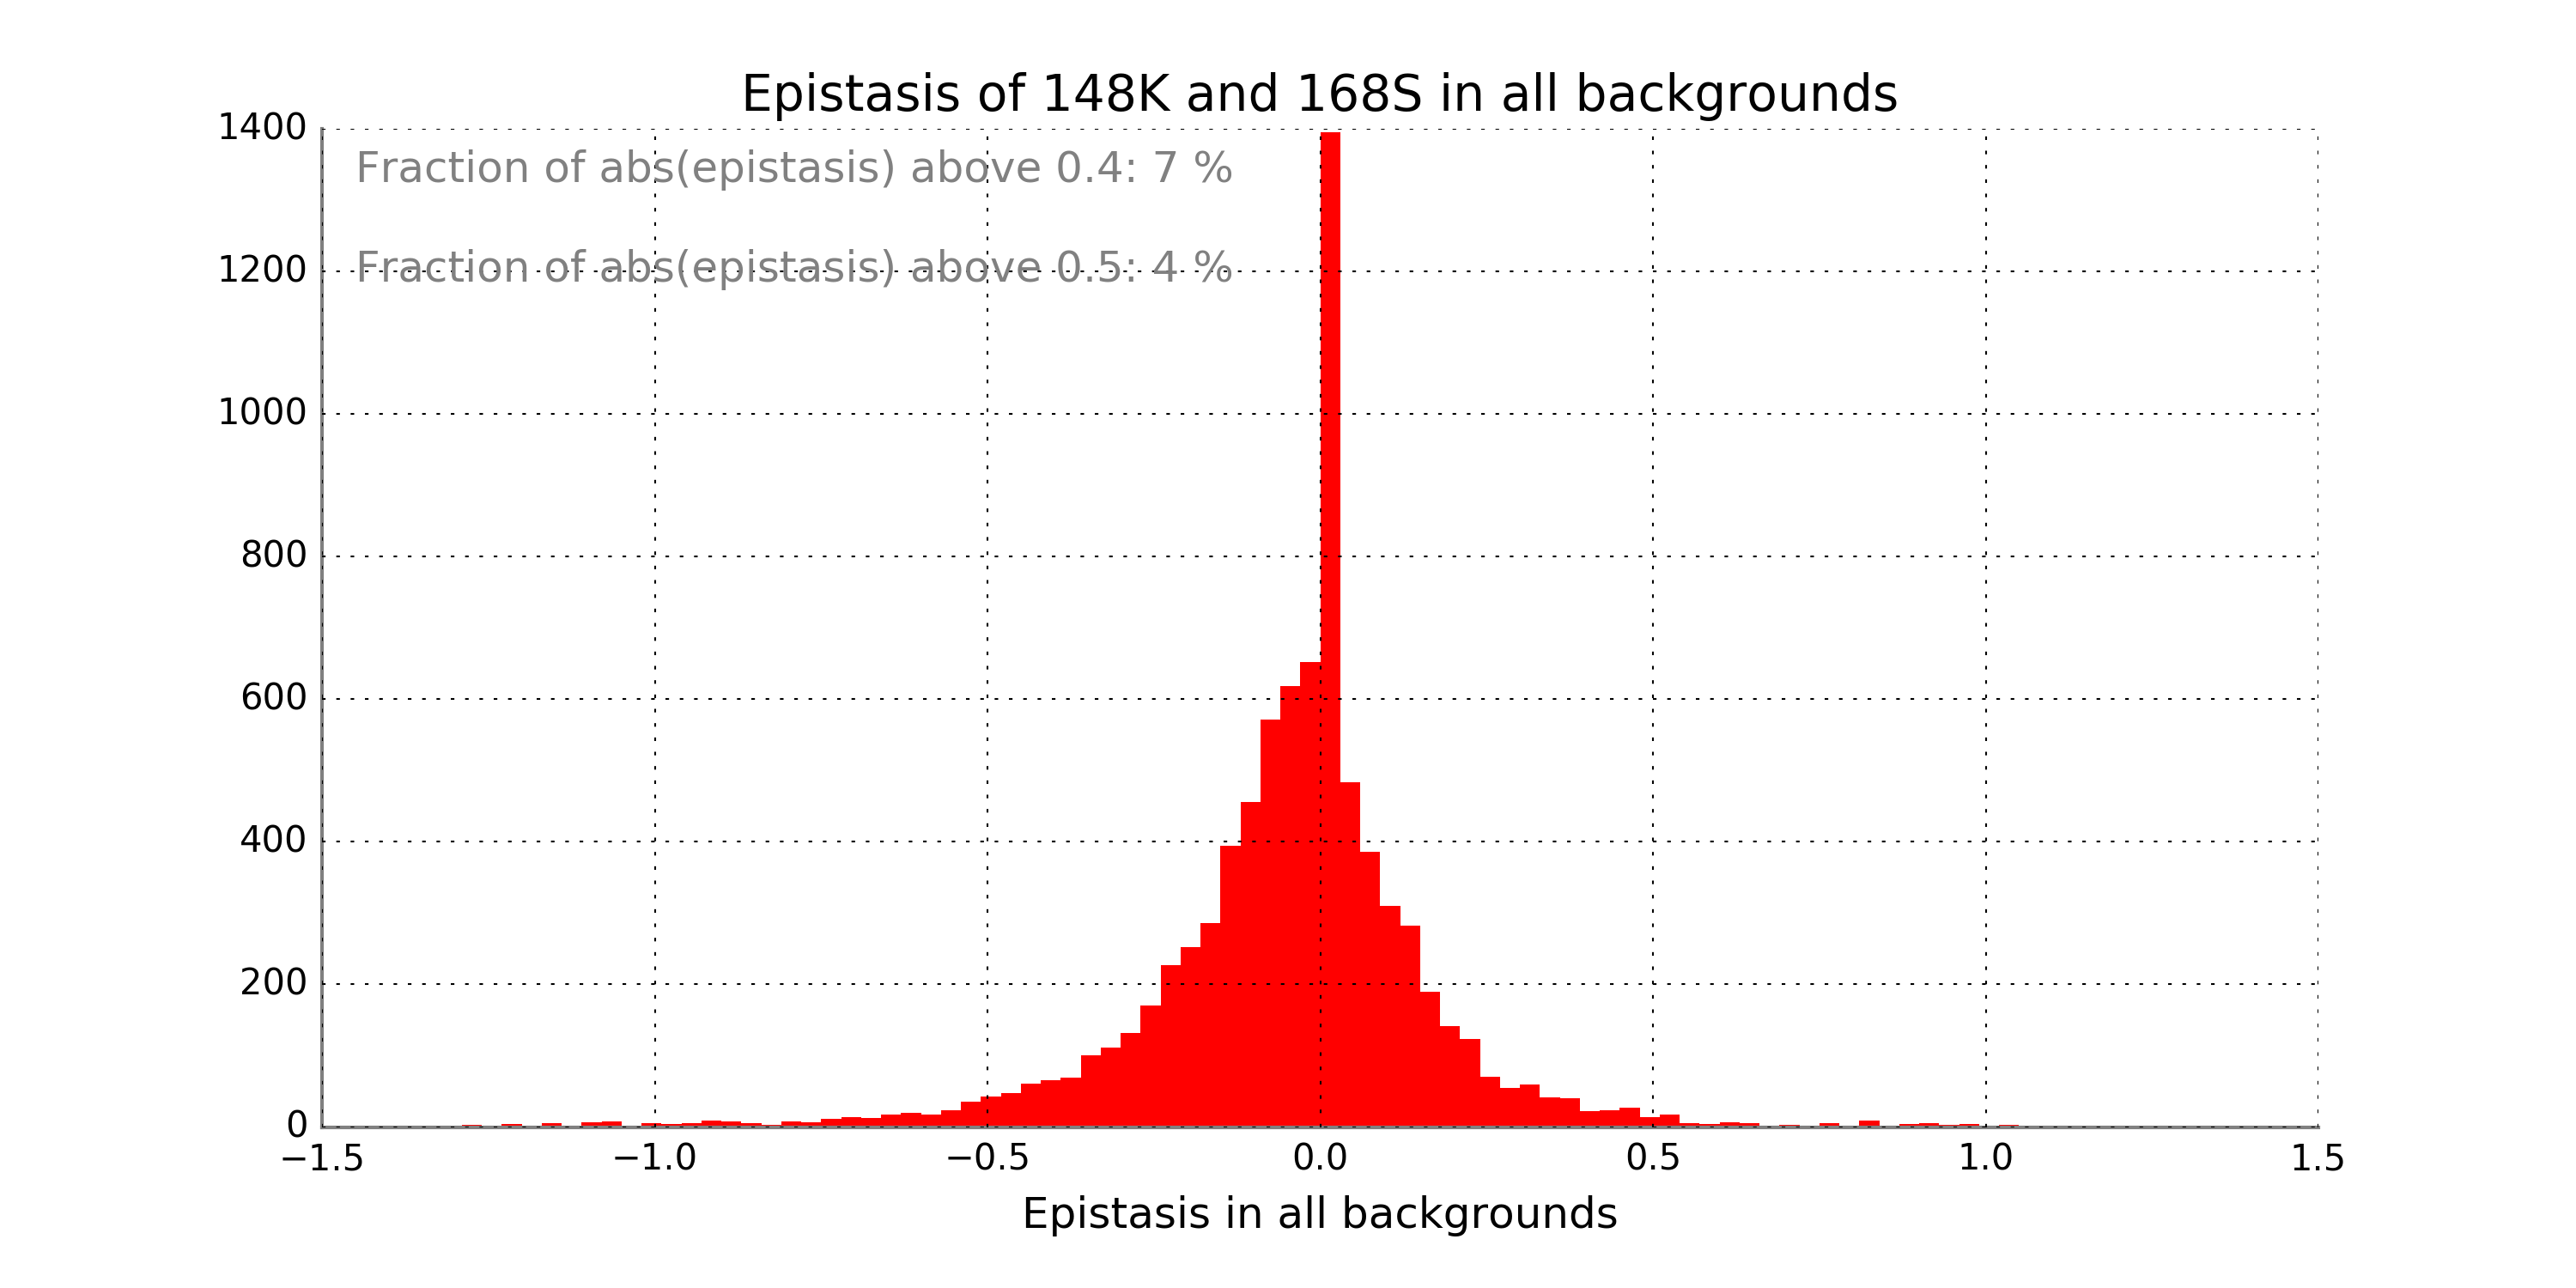 Epistasis of 148K and 168S in all backgrounds
1400
Fraction of abs(epistasis) above 0.4: 7 %
1200
Fraction of abs(epistasis) above 0.5: 4 %
1000
800
600
400
200
0
−1.5 −1.0 −0.5 0.0 0.5 1.0 1.5
Epistasis in all backgrounds